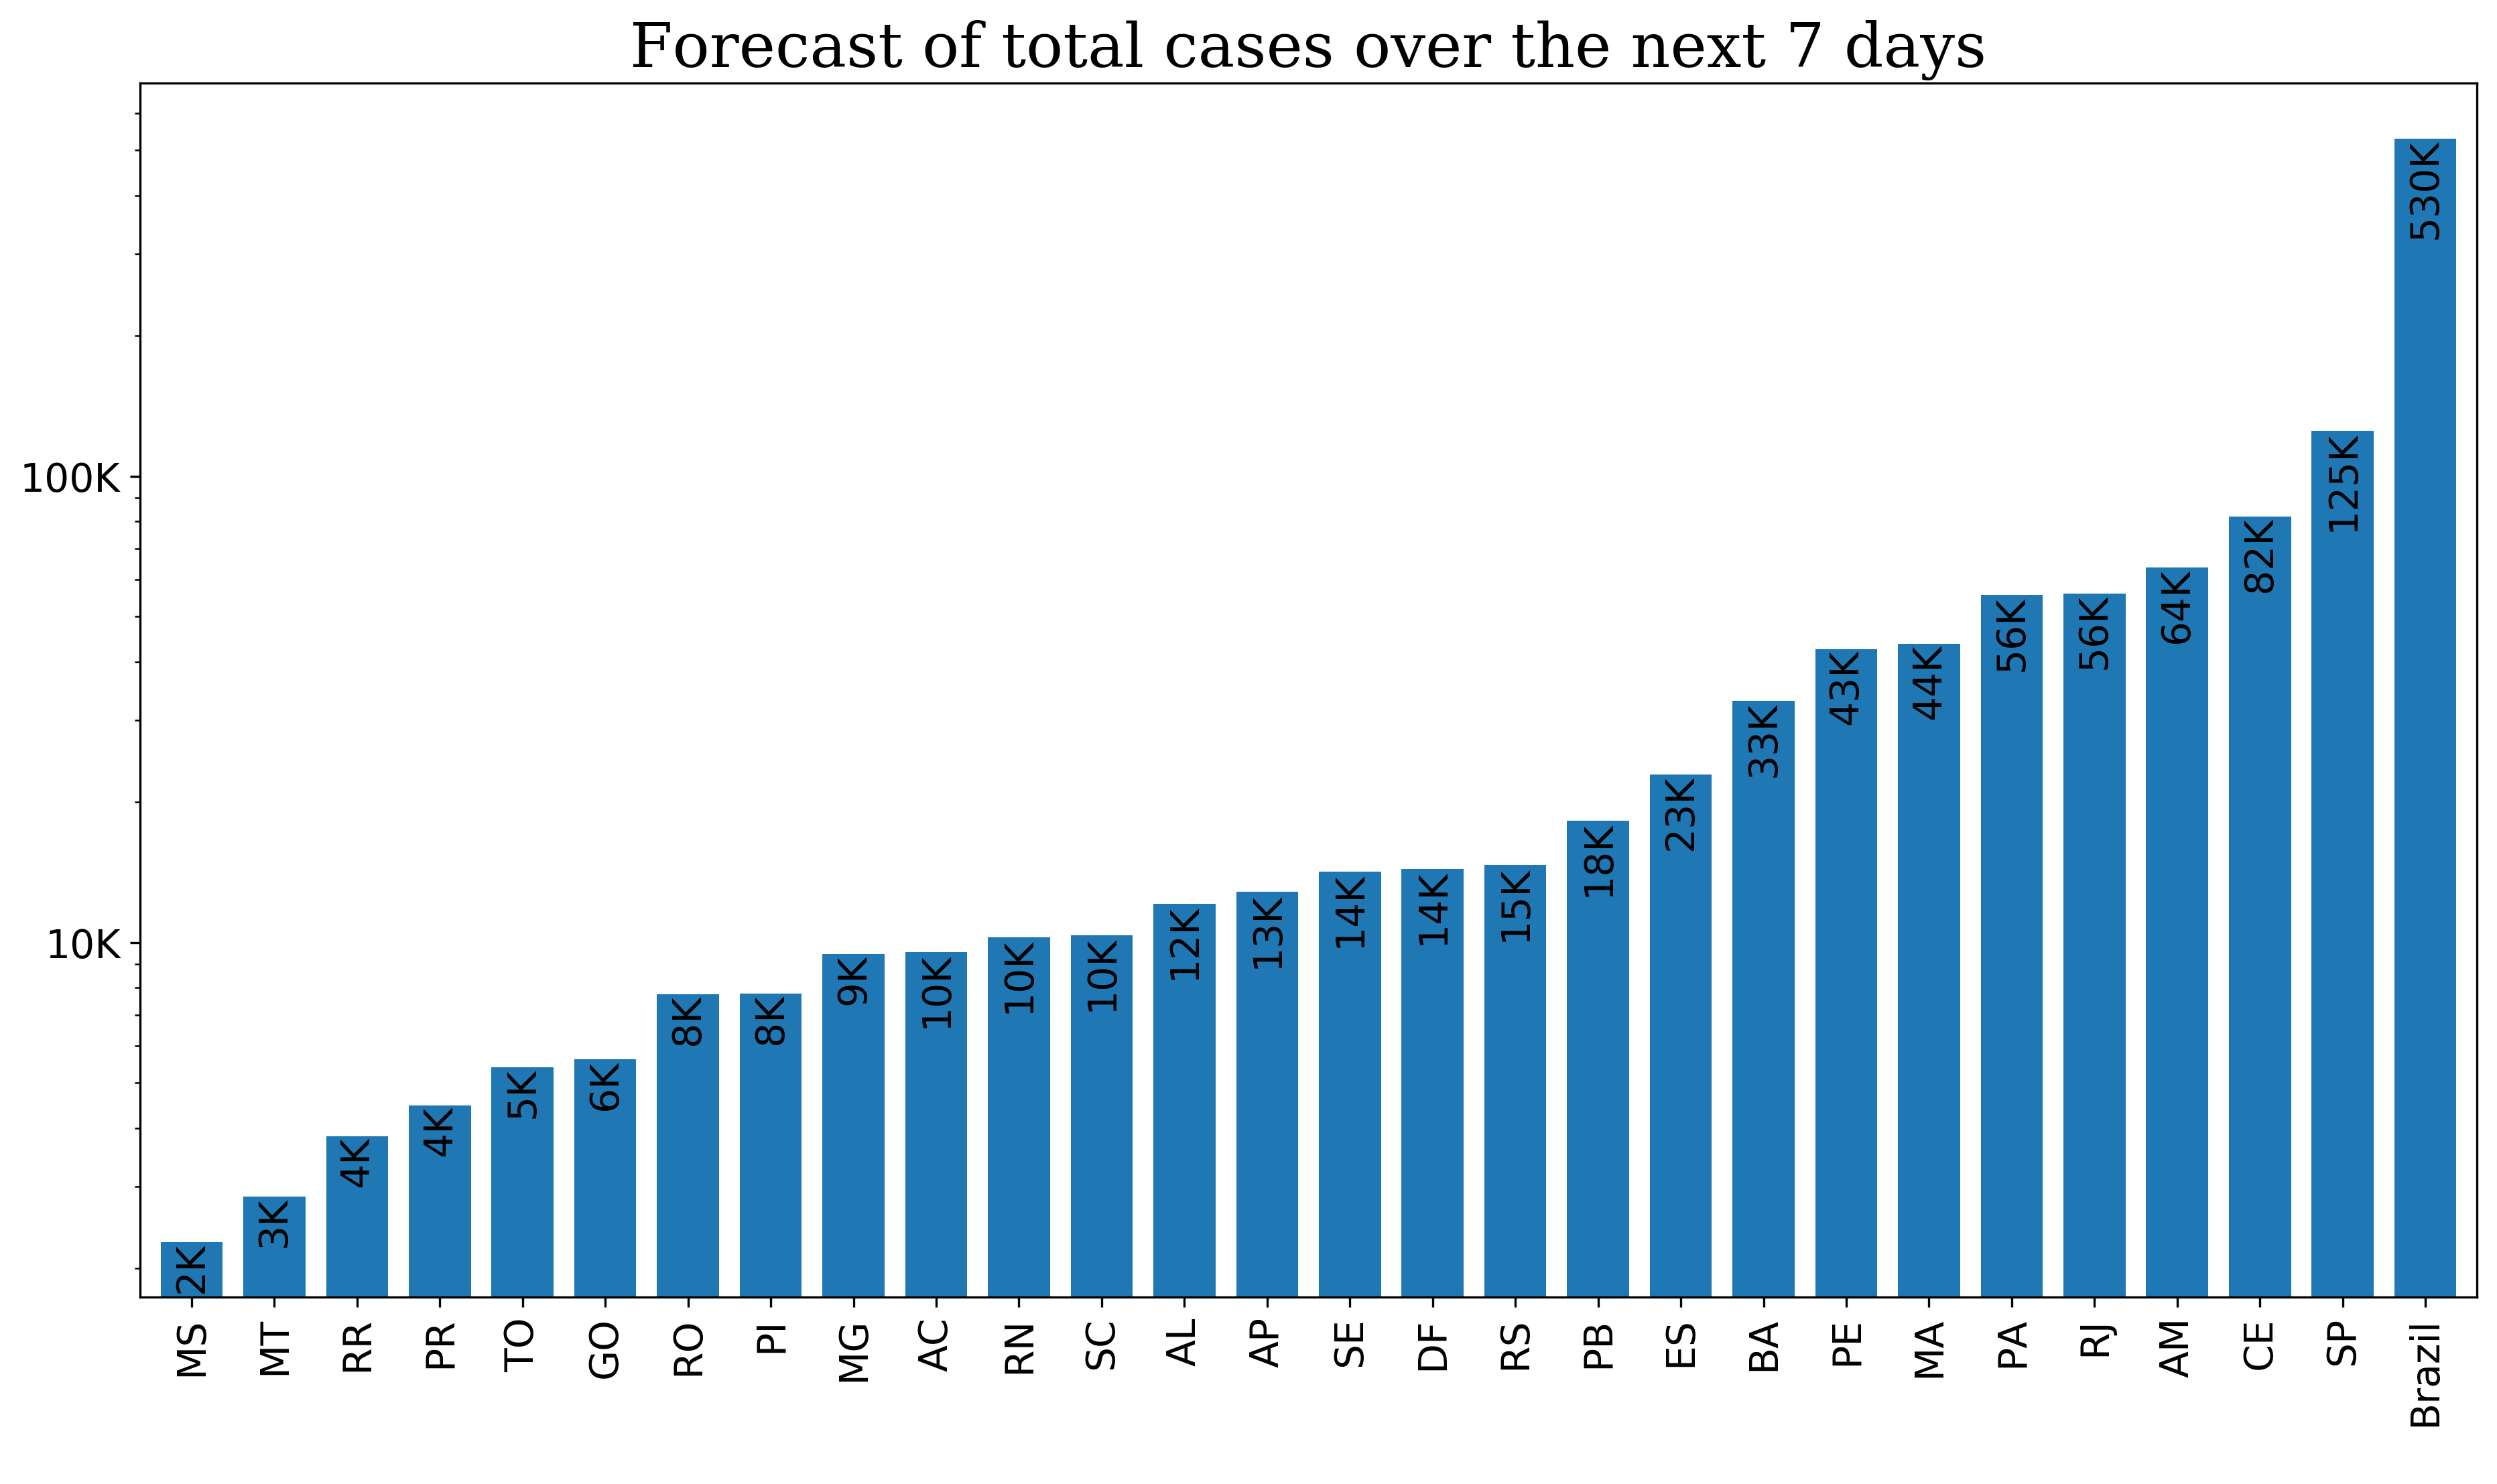 Forecast of total cases over the next 7 days
100K
10K
2K
3K
4K
4K
5K
6K
8K
8K
9K
10K
10K
10K
12K
13K
14K
14K
15K
18K
23K
33K
43K
44K
56K
56K
64K
82K
125K
530K
MS
MT
RR
PR
TO
GO
RO
PI
MG
AC
RN
SC
AL
AP
SE
DF
RS
PB
ES
BA
PE
MA
PA
RJ
AM
CE
SP
Brazil